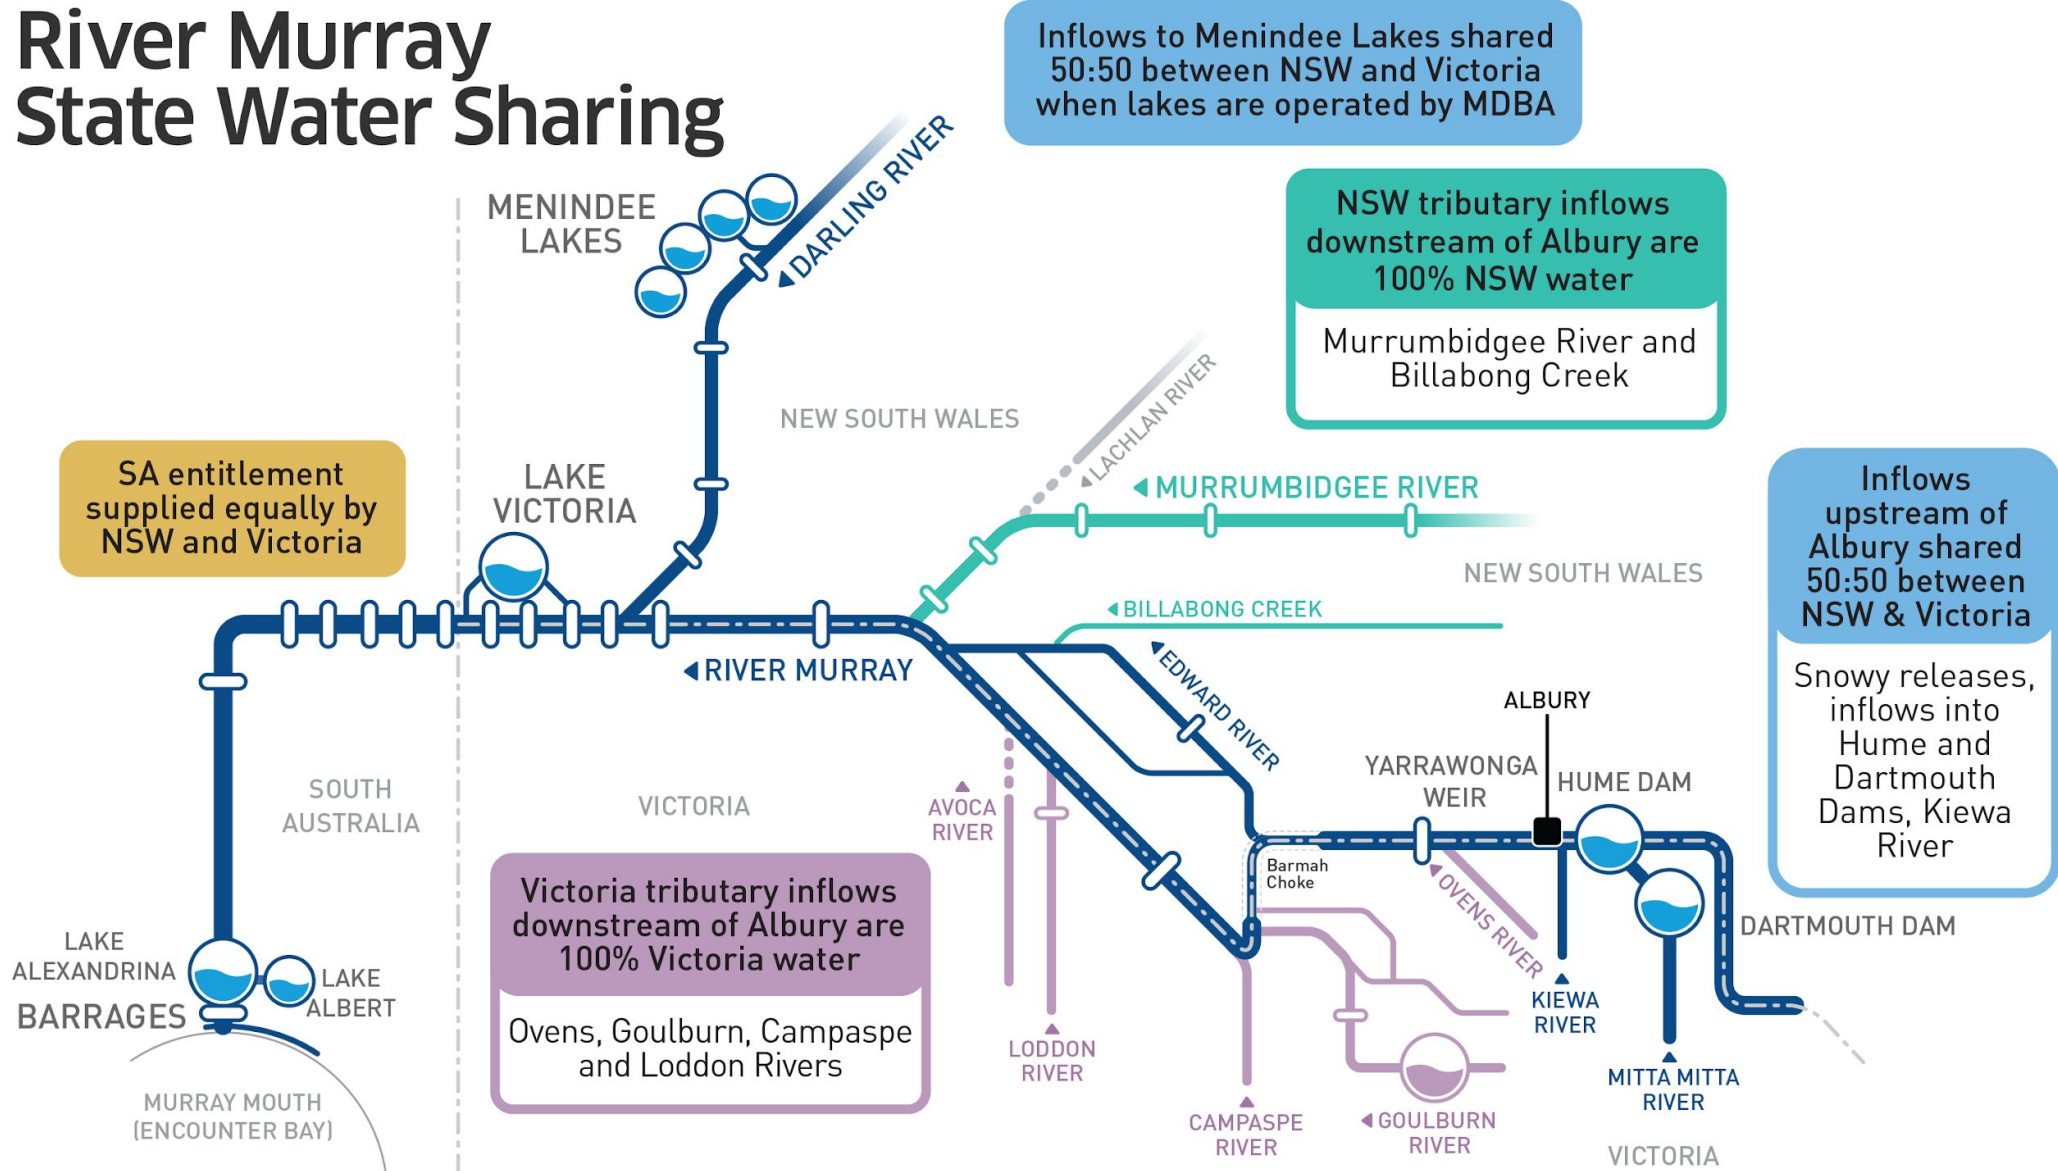 River Murray
State Water Sharing
Inflows to Menindee Lakes shared
50:50 between NSW and Victoria
when lakes are operated by MDBA
MENINDEE
LAKES
DARLING RIVER
NSW tributary inflows
downstream of Albury are
100% NSW water
Murrumbidgee River and
Billabong Creek
NEW SOUTH WALES
LACHLAN RIVER
SA entitlement
supplied equally by
NSW and Victoria
LAKE
VICTORIA
MURRUMBIDGEE RIVER
NEW SOUTH WALES
BILLABONG CREEK
Inflows
upstream of
Albury shared
50:50 between
NSW & Victoria
Snowy releases,
inflows into
Hume and
Dartmouth
Dams, Kiewa
River
RIVER MURRAY
EDWARD RIVER
ALBURY
YARRAWONGA
WEIR
HUME DAM
SOUTH
AUSTRALIA
VICTORIA
AVOCA
RIVER
Barmah
Choke
OVENS RIVER
DARTMOUTH DAM
Victoria tributary inflows
downstream of Albury are
100% Victoria water
Ovens, Goulburn, Campaspe
and Loddon Rivers
LAKE
ALEXANDRINA
LAKE
ALBERT
BARRAGES
KIEWA
RIVER
LODDON
RIVER
MITTA MITTA
RIVER
MURRAY MOUTH
(ENCOUNTER BAY)
CAMPASPE
RIVER
GOULBURN
RIVER
VICTORIA